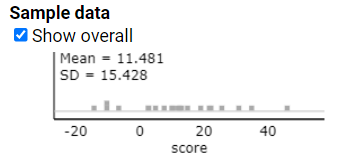 Sample data
Show overall
Mean = 11.481
SD = 15.428
-20 0 20 40
score